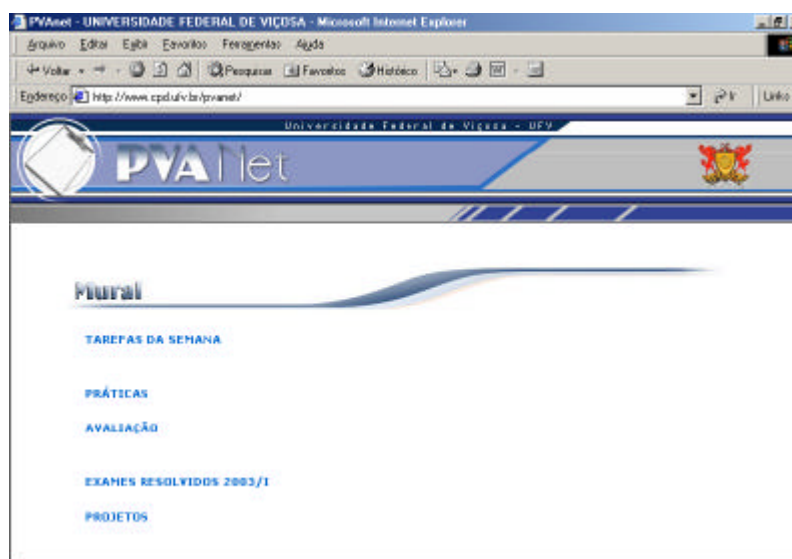 PVAnet - UNIVERSIDADE FEDERAL DE VIÇOSA - Microsoft Internet Explorer
Arquivo Editar Exibir Favoritos Ferramentas Ajuda
Voltar Pesquisar Favoritos Histórico
Endereço http://www.cpd.ufv.br/pvanet/ Ir Links
Universidade Federal de Viçosa - UFV
PVANet
Mural
TAREFAS DA SEMANA
PRÁTICAS
AVALIAÇÃO
EXAMES RESOLVIDOS 2003/I
PROJETOS